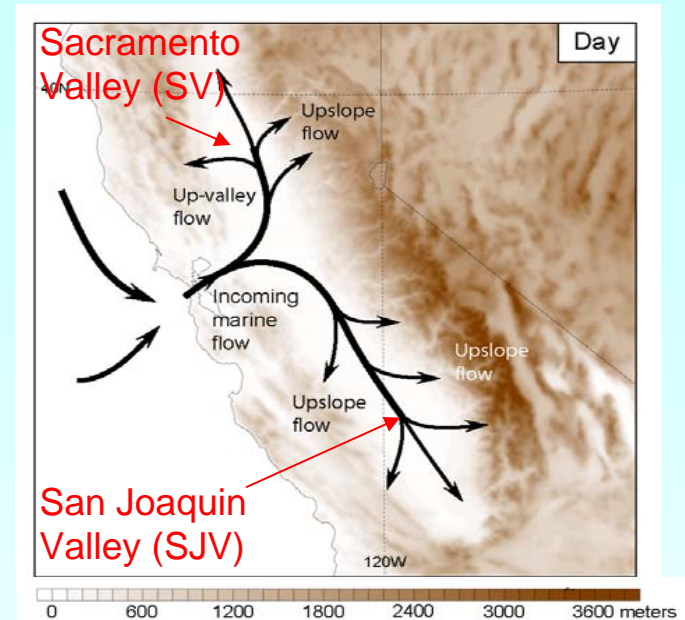 Sacramento
Valley (SV)
Day
40N
Upslope
flow
Up-valley
flow
Incoming
marine
flow
Upslope
flow
Upslope
flow
San Joaquin
Valley (SJV)
120W
0 600 1200 1800 2400 3000 3600 meters